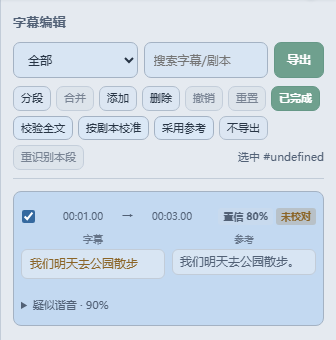 字幕编辑
全部 搜索字幕/剧本 导出
分段 合并 添加 删除 撤销 重置 已完成
校验全文 按剧本校准 采用参考 不导出
重识别本段 选中 #undefined
00:01.00 → 00:03.00 置信 80% 未校对
字幕 参考
我们明天去公园散步 我们明天去公园散步。
▶ 疑似谐音 · 90%